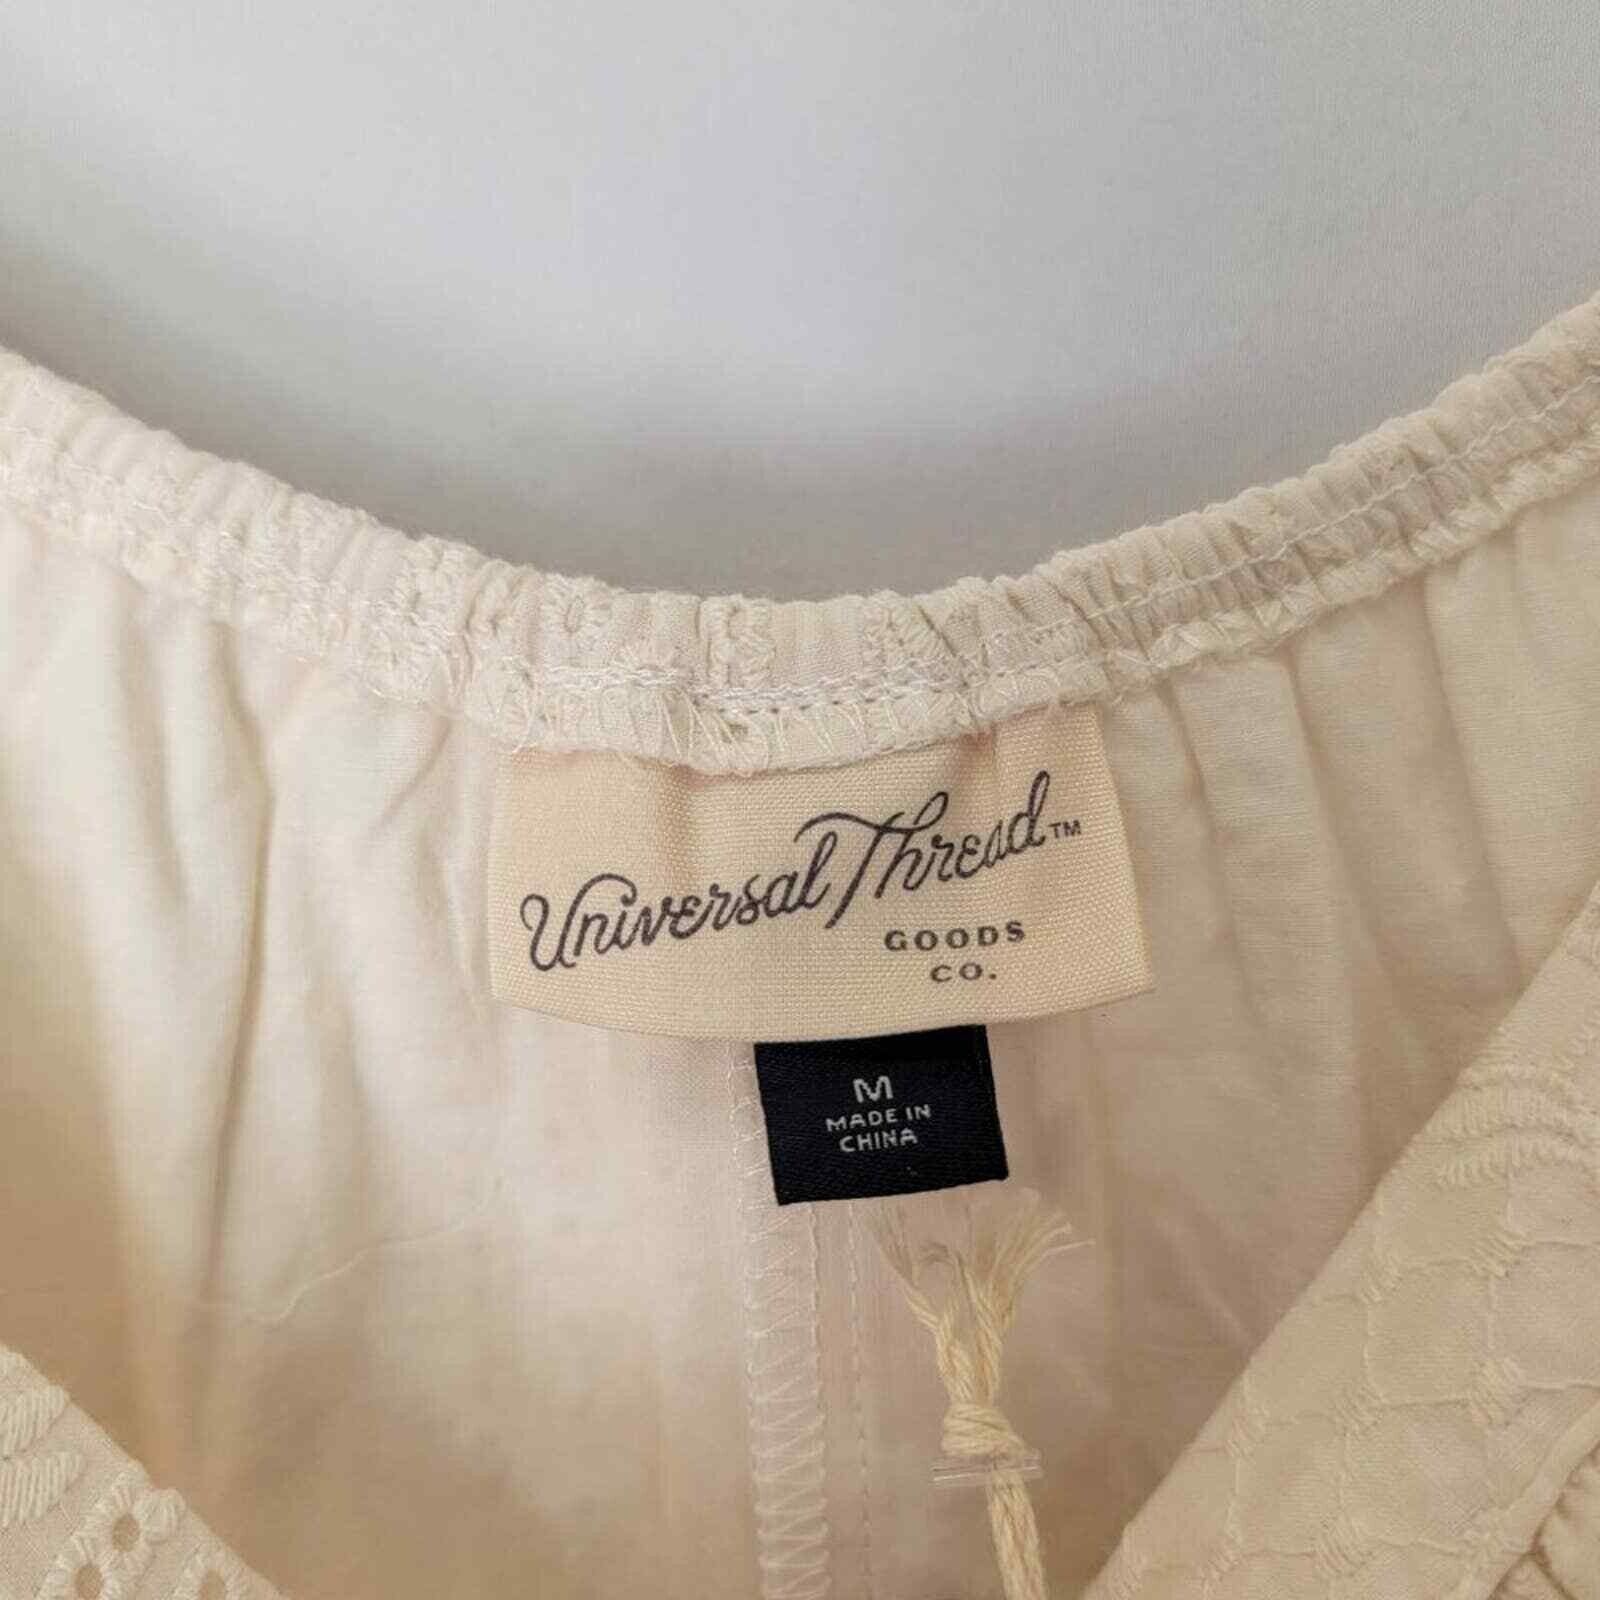 Universal Thread™
GOODS
CO.
M
MADE IN
CHINA